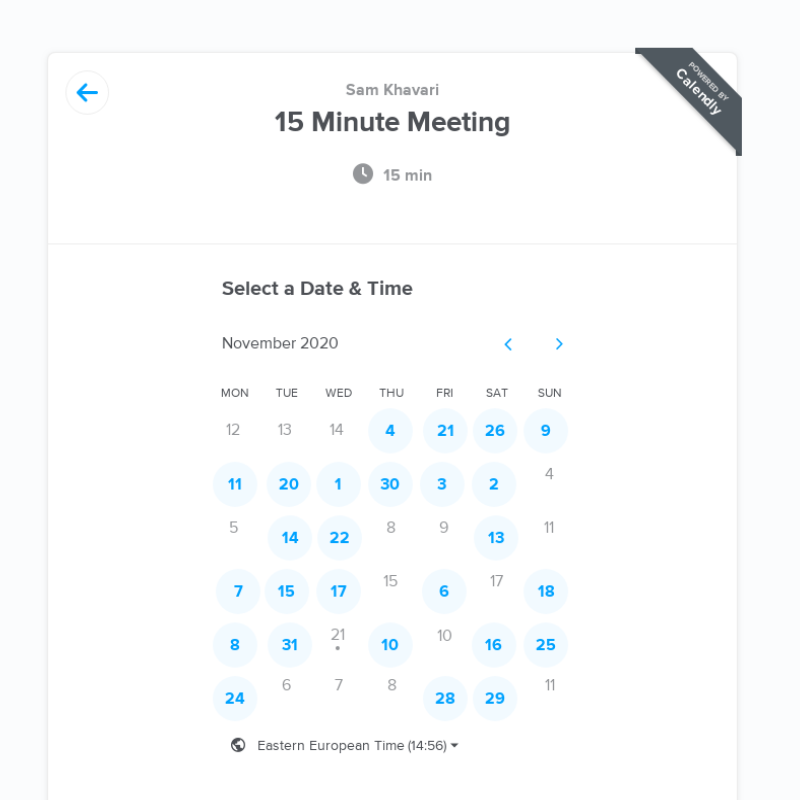 Sam Khavari
15 Minute Meeting
15 min
POWERED BY
Calendly
Select a Date & Time
November 2020
MON TUE WED THU FRI SAT SUN
12 13 14 4 21 26 9
11 20 1 30 3 2 4
5 14 22 8 9 13 11
7 15 17 15 6 17 18
8 31 21 10 10 16 25
24 6 7 8 28 29 11
Eastern European Time (14:56)